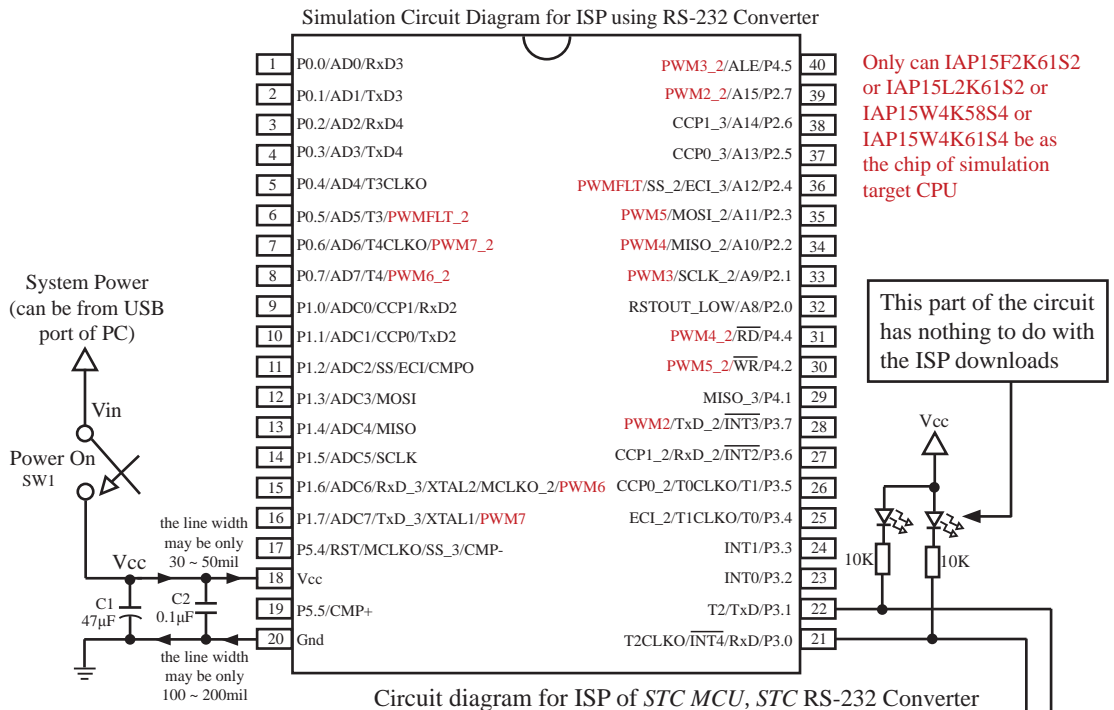 Simulation Circuit Diagram for ISP using RS-232 Converter
1 P0.0/AD0/RxD3
2 P0.1/AD1/TxD3
3 P0.2/AD2/RxD4
4 P0.3/AD3/TxD4
5 P0.4/AD4/T3CLKO
6 P0.5/AD5/T3/PWMFLT_2
7 P0.6/AD6/T4CLKO/PWM7_2
8 P0.7/AD7/T4/PWM6_2
9 P1.0/ADC0/CCP1/RxD2
10 P1.1/ADC1/CCP0/TxD2
11 P1.2/ADC2/SS/ECI/CMPO
12 P1.3/ADC3/MOSI
13 P1.4/ADC4/MISO
14 P1.5/ADC5/SCLK
15 P1.6/ADC6/RxD_3/XTAL2/MCLKO_2/PWM6
16 P1.7/ADC7/TxD_3/XTAL1/PWM7
17 P5.4/RST/MCLKO/SS_3/CMP-
18 Vcc
19 P5.5/CMP+
20 Gnd
PWM3_2/ALE/P4.5 40
PWM2_2/A15/P2.7 39
CCP1_3/A14/P2.6 38
CCP0_3/A13/P2.5 37
PWMFLT/SS_2/ECI_3/A12/P2.4 36
PWM5/MOSI_2/A11/P2.3 35
PWM4/MISO_2/A10/P2.2 34
PWM3/SCLK_2/A9/P2.1 33
RSTOUT_LOW/A8/P2.0 32
PWM4_2/RD/P4.4 31
PWM5_2/WR/P4.2 30
MISO_3/P4.1 29
PWM2/TxD_2/INT3/P3.7 28
CCP1_2/RxD_2/INT2/P3.6 27
CCP0_2/T0CLKO/T1/P3.5 26
ECI_2/T1CLKO/T0/P3.4 25
INT1/P3.3 24
INT0/P3.2 23
T2/TxD/P3.1 22
T2CLKO/INT4/RxD/P3.0 21
Only can IAP15F2K61S2
or IAP15L2K61S2 or
IAP15W4K58S4 or
IAP15W4K61S4 be as
the chip of simulation
target CPU
System Power
(can be from USB
port of PC)
Vin
Power On
SW1
the line width
may be only
30 ~ 50mil
Vcc
C1
47μF
C2
0.1μF
the line width
may be only
100 ~ 200mil
This part of the circuit
has nothing to do with
the ISP downloads
Vcc
10K
10K
Circuit diagram for ISP of STC MCU, STC RS-232 Converter